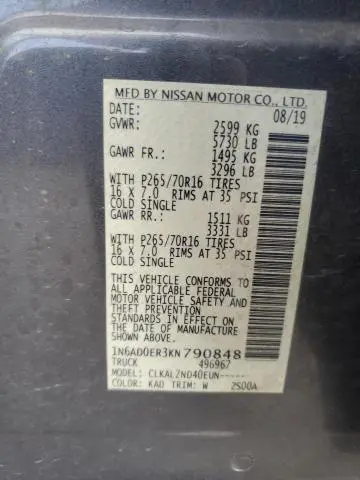 MFD BY NISSAN MOTOR CO., LTD.
DATE: 08/19
GVWR: 2599 KG
5730 LB
GAWR FR.: 1495 KG
3296 LB
WITH P265/70R16 TIRES
16 X 7.0 RIMS AT 35 PSI
COLD SINGLE
GAWR RR.: 1511 KG
3331 LB
WITH P265/70R16 TIRES
16 X 7.0 RIMS AT 35 PSI
COLD SINGLE
THIS VEHICLE CONFORMS TO
ALL APPLICABLE FEDERAL
MOTOR VEHICLE SAFETY AND
THEFT PREVENTION
STANDARDS IN EFFECT ON
THE DATE OF MANUFACTURE
SHOWN ABOVE.
1N6AD0ER3KN790848
TRUCK 496967
MODEL: CLKALZND40EUN-----
COLOR: KAD TRIM: W 2S00A